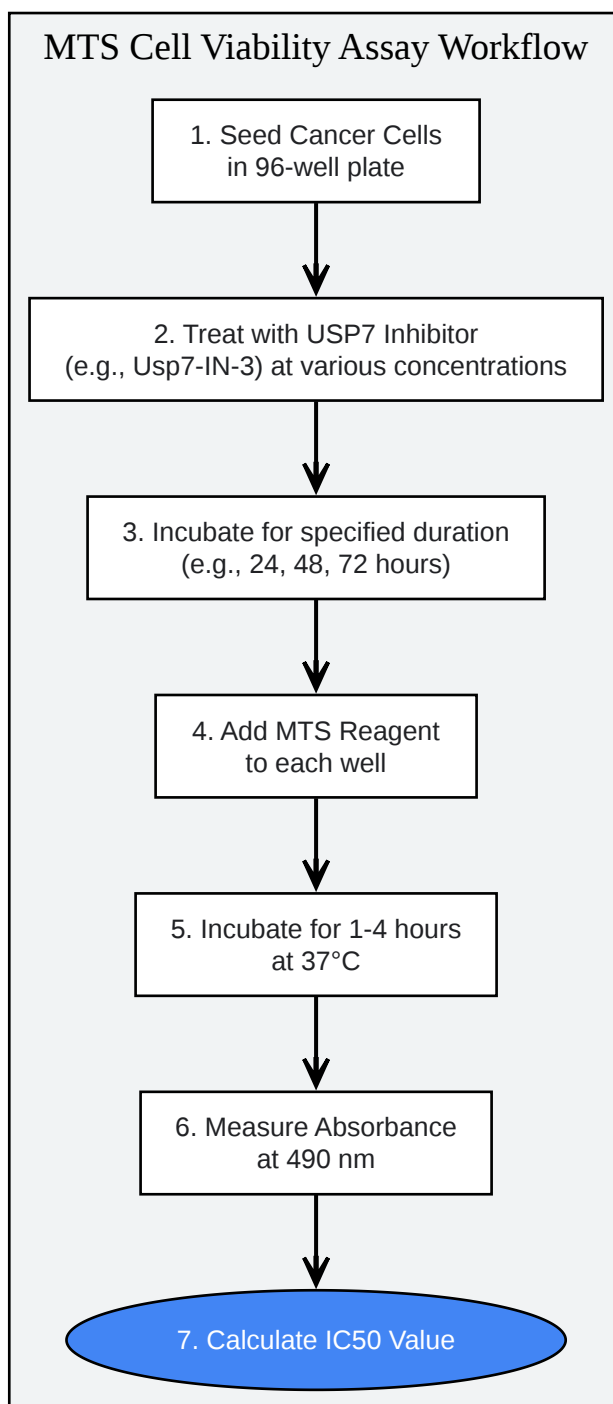 MTS Cell Viability Assay Workflow
1. Seed Cancer Cells
in 96-well plate
2. Treat with USP7 Inhibitor
(e.g., Usp7-IN-3) at various concentrations
3. Incubate for specified duration
(e.g., 24, 48, 72 hours)
4. Add MTS Reagent
to each well
5. Incubate for 1-4 hours
at 37°C
6. Measure Absorbance
at 490 nm
7. Calculate IC50 Value